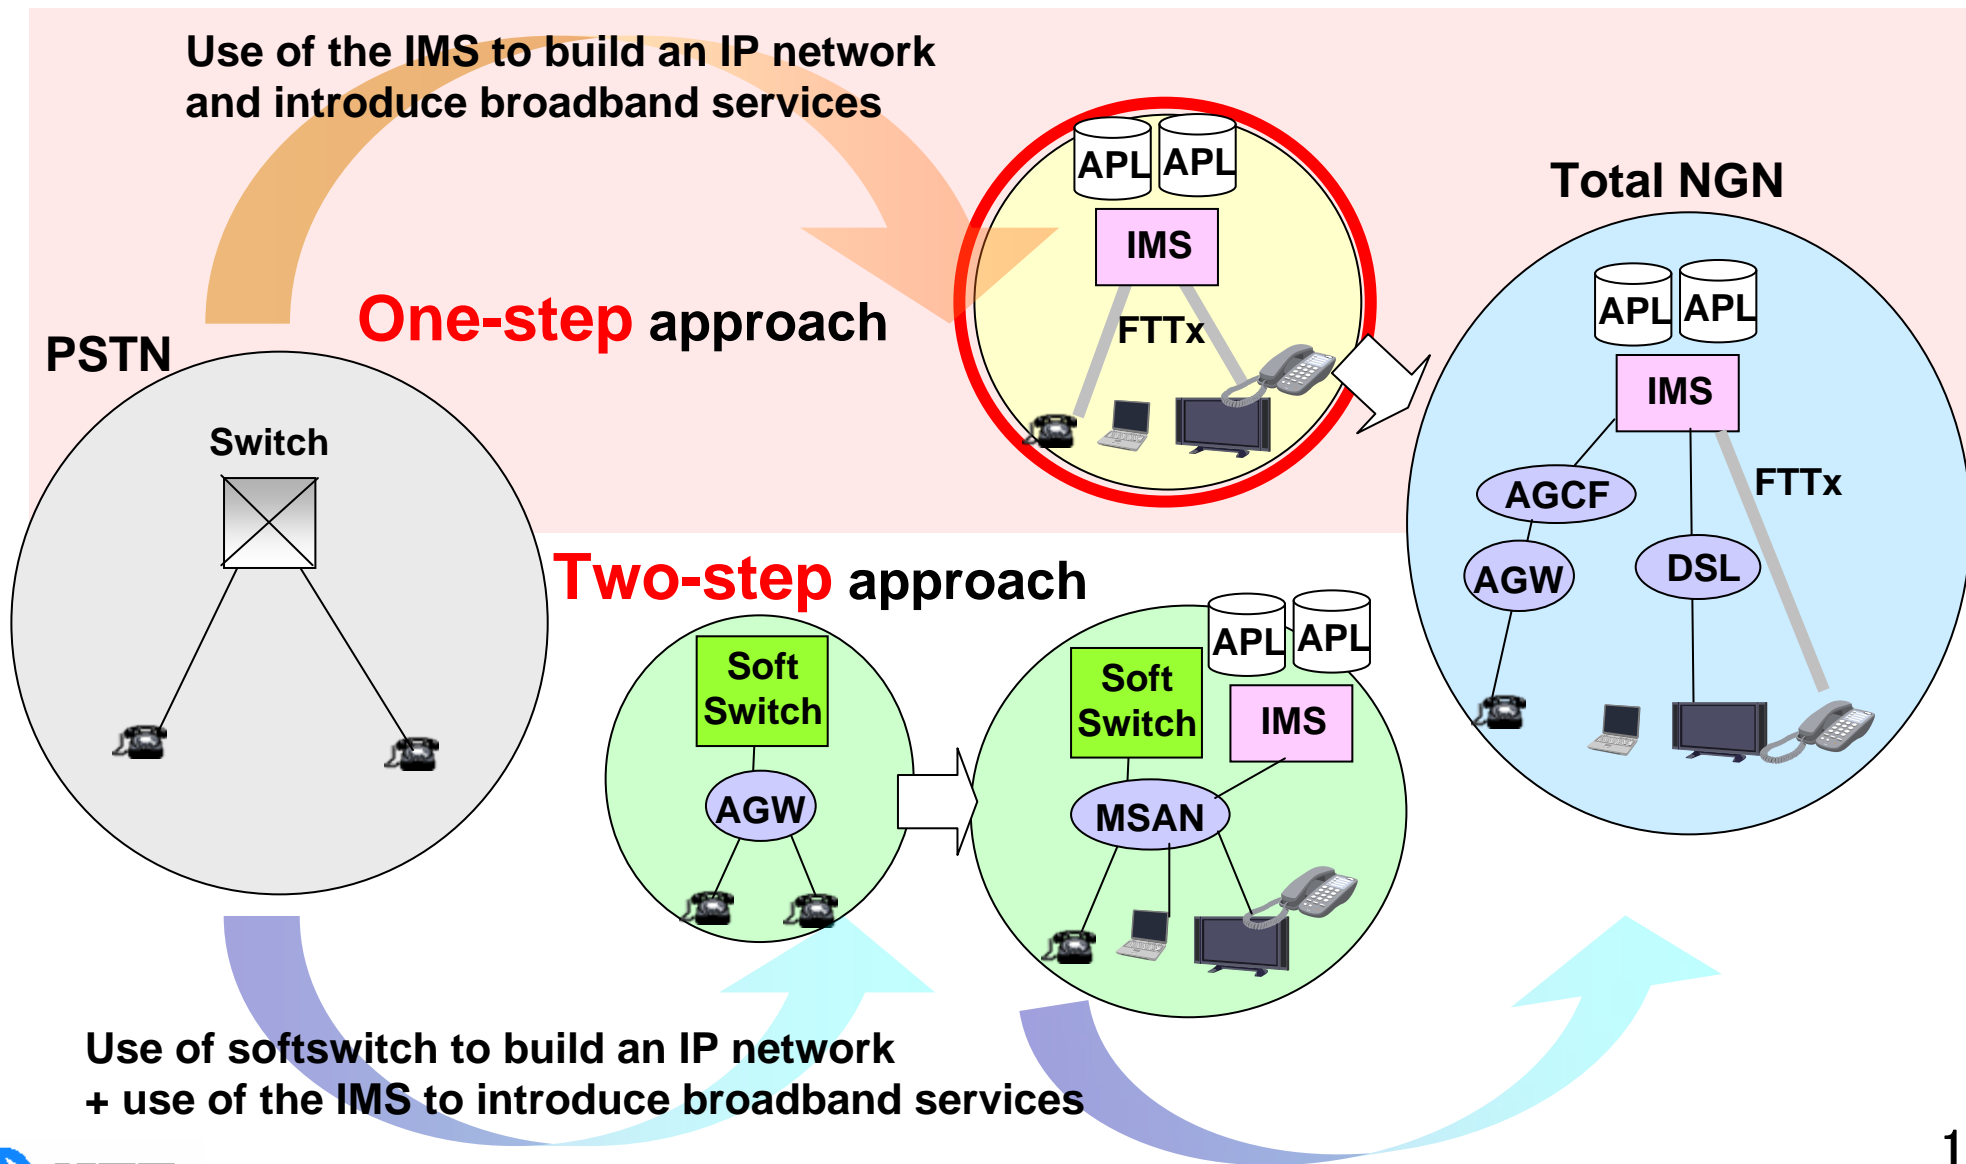 Use of the IMS to build an IP network
and introduce broadband services
APL APL
IMS
FTTx
One-step approach
Total NGN
APL APL
IMS
AGCF
FTTx
AGW
DSL
PSTN
Switch
Two-step approach
Soft
Switch
AGW
APL APL
Soft
Switch
IMS
MSAN
Use of softswitch to build an IP network
+ use of the IMS to introduce broadband services
1